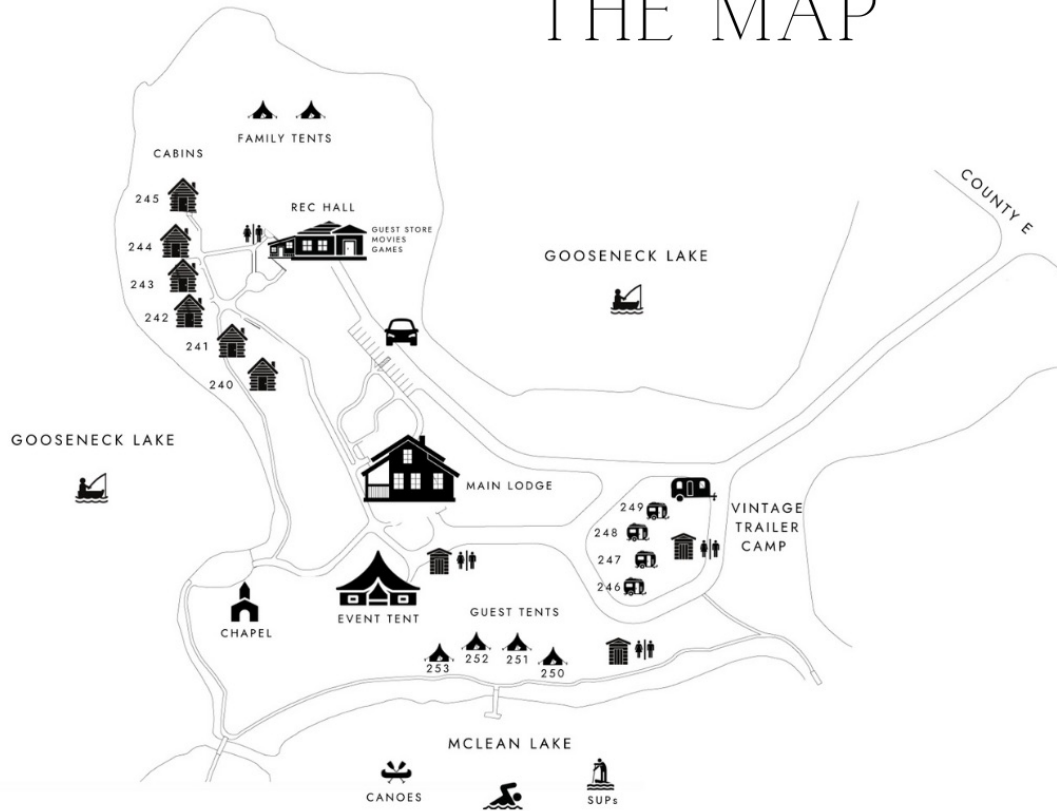 THE MAP
FAMILY TENTS
CABINS
245
REC HALL
GUEST STORE
MOVIES
GAMES
244
243
242
241
240
COUNTY E
GOOSENECK LAKE
GOOSENECK LAKE
MAIN LODGE
249
248
247
246
VINTAGE
TRAILER
CAMP
CHAPEL
EVENT TENT
GUEST TENTS
253
252
251
250
MCLEAN LAKE
CANOES
SUPs